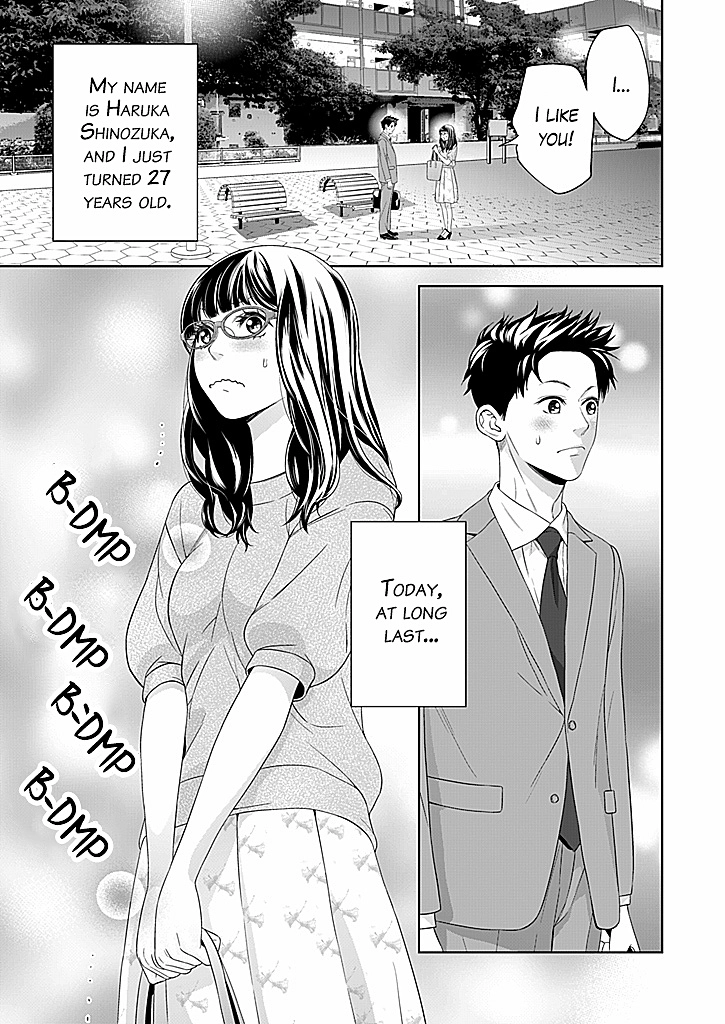 I...
I LIKE
YOU!
MY NAME
IS HARUKA
SHINOZUKA,
AND I JUST
TURNED 27
YEARS OLD.
B-DMP
B-DMP
B-DMP
B-DMP
TODAY,
AT LONG
LAST...